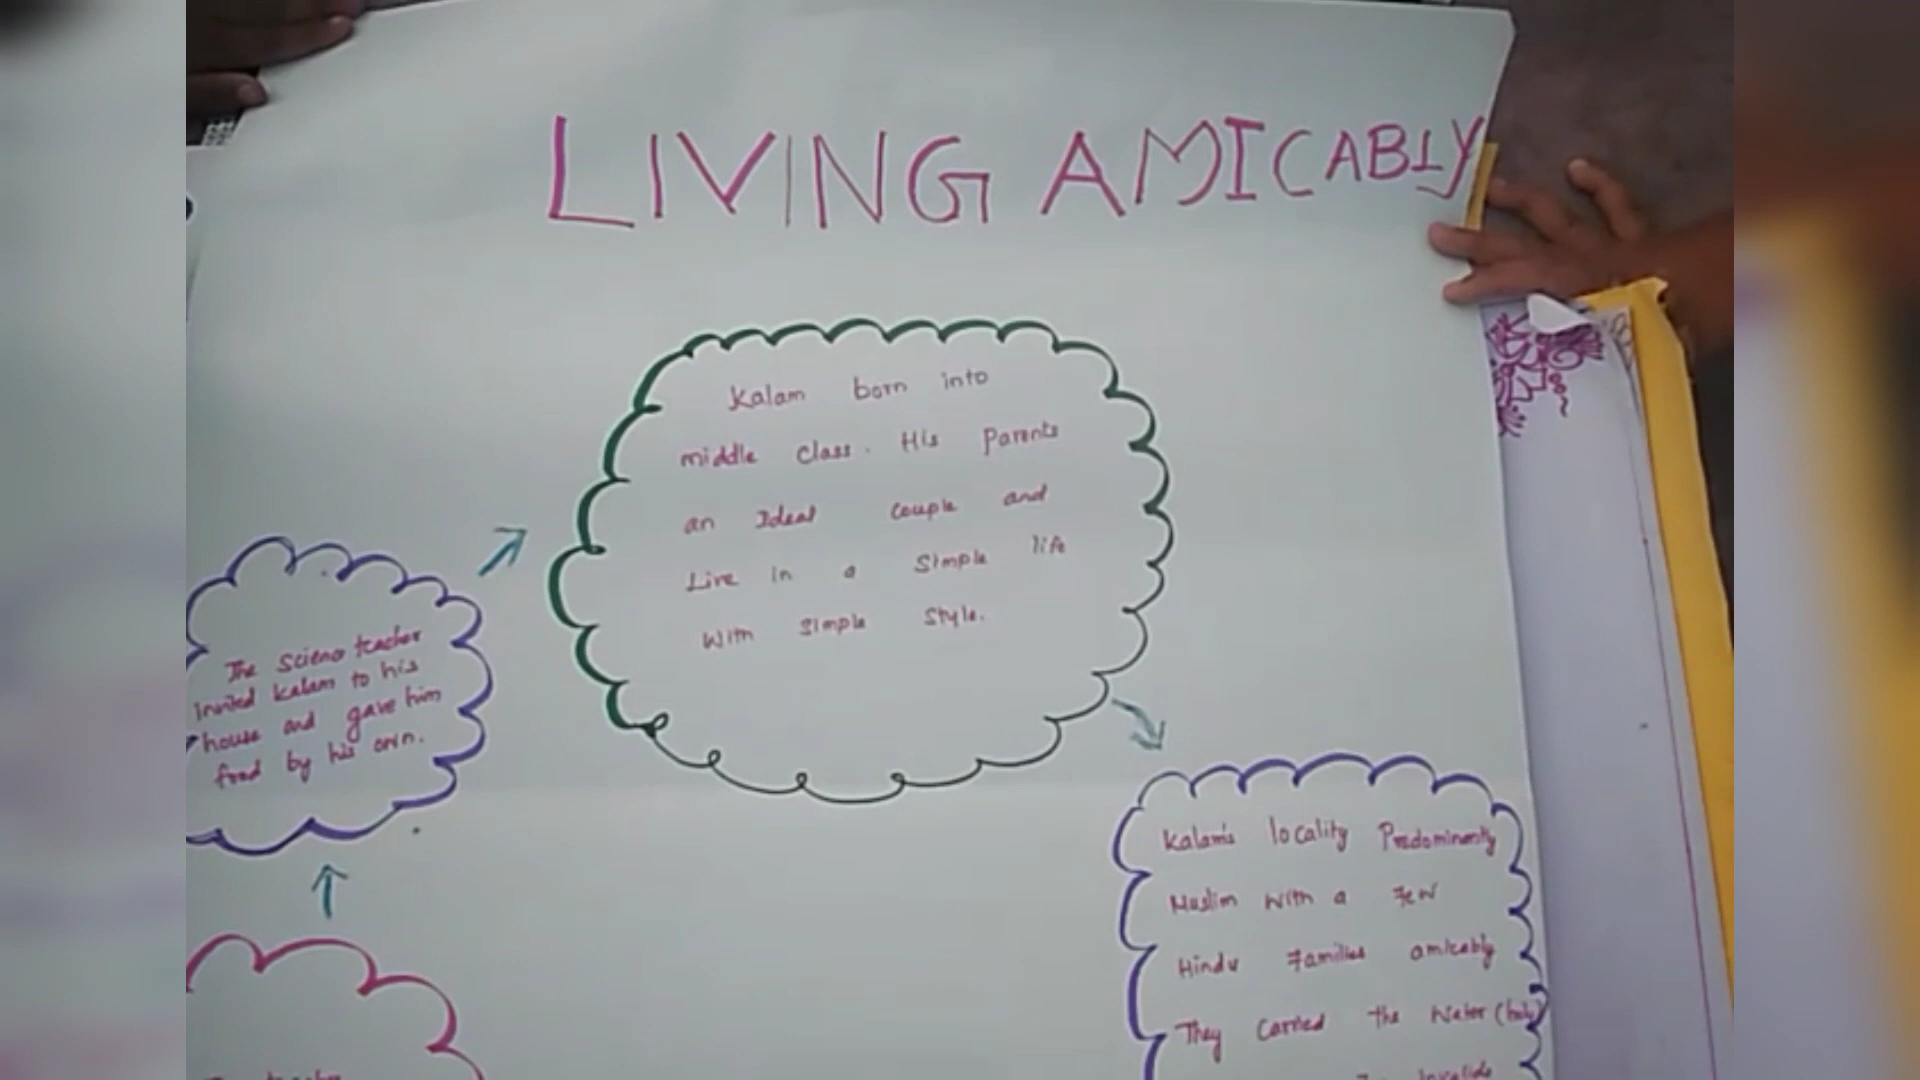 LIVING AMICABLY
Kalam born into
middle class. His Parents
an Ideal couple and
Live in a Simple life
With Simple Style.
The Science teacher
invited Kalam to his
house and gave him
food by his own.
Kalam's locality Predominantly
Muslim with a Few
Hindu Families amicably
They Carried the Water (holy)
teacher